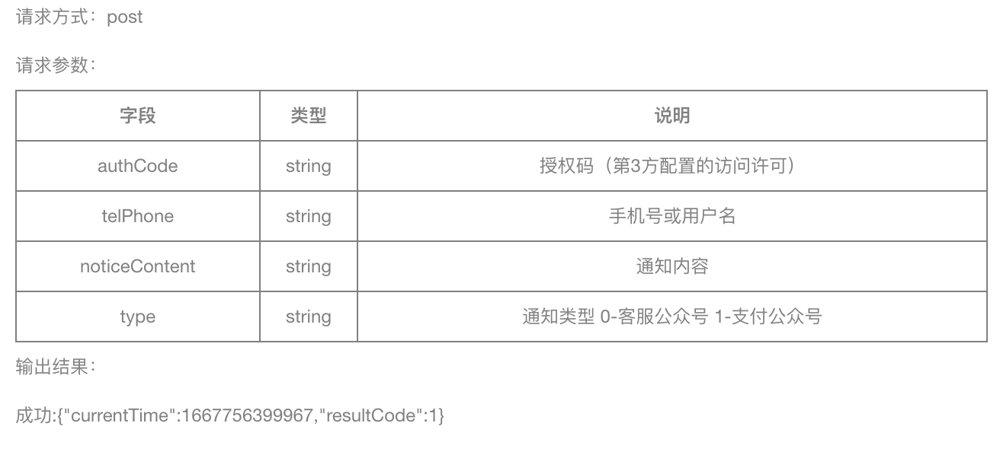 请求方式：post
请求参数：
字段 类型 说明
authCode string 授权码（第3方配置的访问许可）
telPhone string 手机号或用户名
noticeContent string 通知内容
type string 通知类型 0-客服公众号 1-支付公众号
输出结果：
成功:{"currentTime":1667756399967,"resultCode":1}